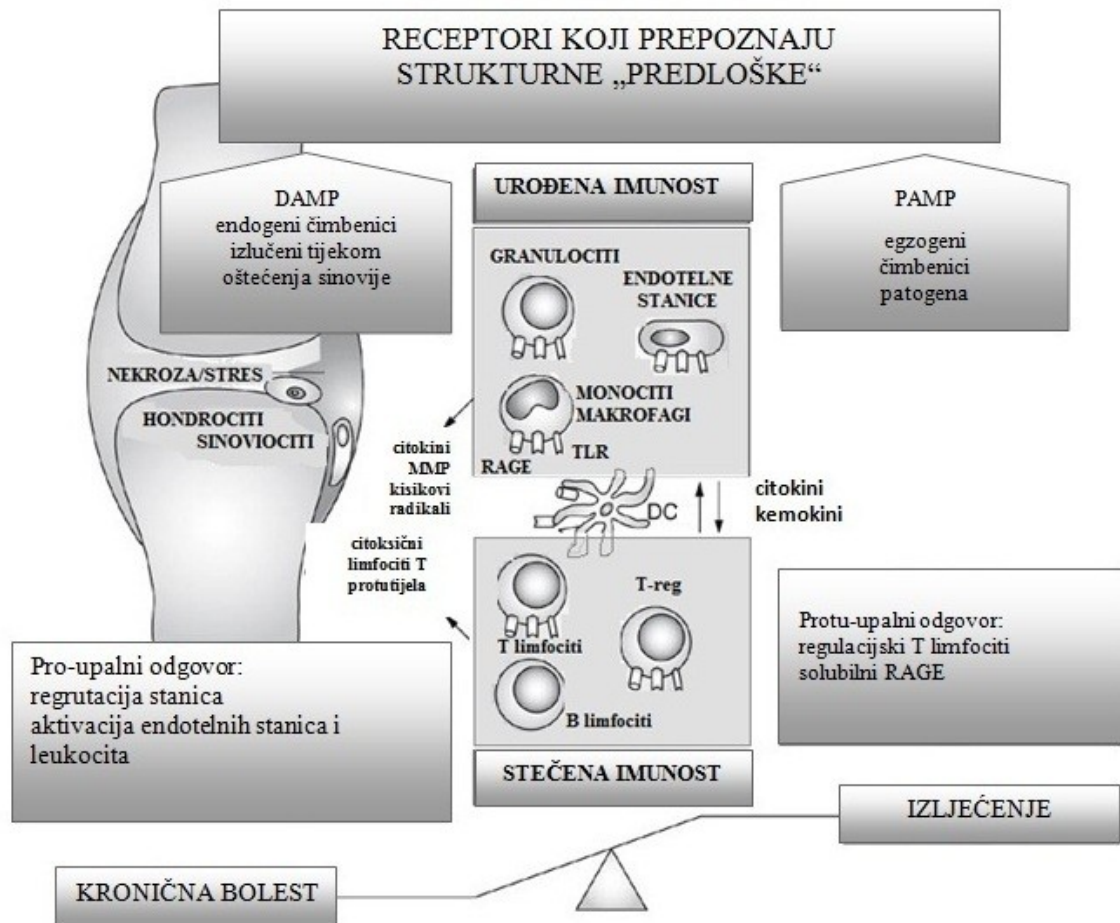 RECEPTORI KOJI PREPOZNAJU
STRUKTURNE „PREDLOŠKE“
DAMP
endogeni čimbenici
izlučeni tijekom
oštećenja sinovije
UROĐENA IMUNOST
PAMP
egzogeni
čimbenici
patogena
GRANULOCITI
ENDOTELNE
STANICE
MONOCITI
MAKROFAGI
TLR
RAGE
NEKROZA/STRES
HONDROCITI
SINOVIOCITI
citokini
MMP
kisikovi
radikali
DC
citokini
kemokini
citoksični
limfociti T
protutijela
T-reg
T limfociti
B limfociti
STEČENA IMUNOST
Pro-upalni odgovor:
regrutacija stanica
aktivacija endotelnih stanica i
leukocita
Protu-upalni odgovor:
regulacijski T limfociti
solubilni RAGE
IZLJEĆENJE
KRONIČNA BOLEST